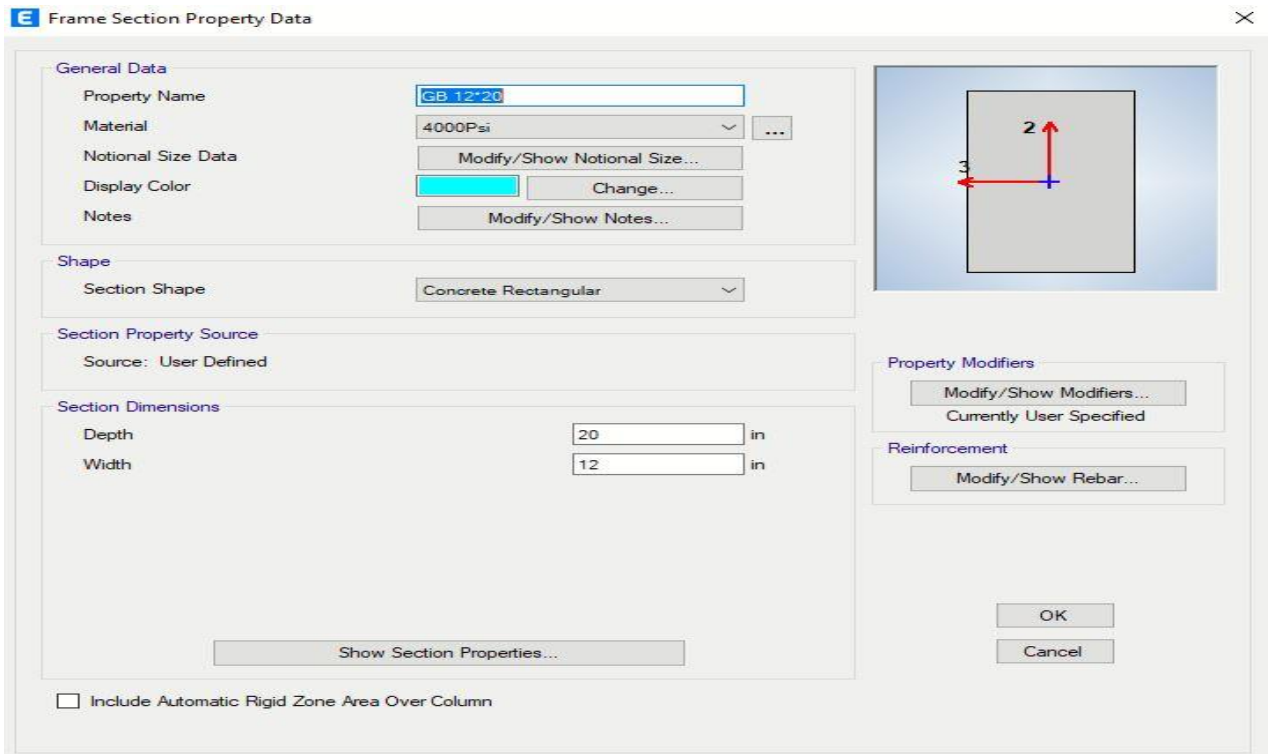 E Frame Section Property Data
General Data
Property Name GB 12*20
Material 4000Psi ...
Notional Size Data Modify/Show Notional Size...
Display Color Change...
Notes Modify/Show Notes...
Shape
Section Shape Concrete Rectangular
Section Property Source
Source: User Defined
Section Dimensions
Depth 20 in
Width 12 in
Show Section Properties...
Include Automatic Rigid Zone Area Over Column
2
3
Property Modifiers
Modify/Show Modifiers...
Currently User Specified
Reinforcement
Modify/Show Rebar...
OK
Cancel